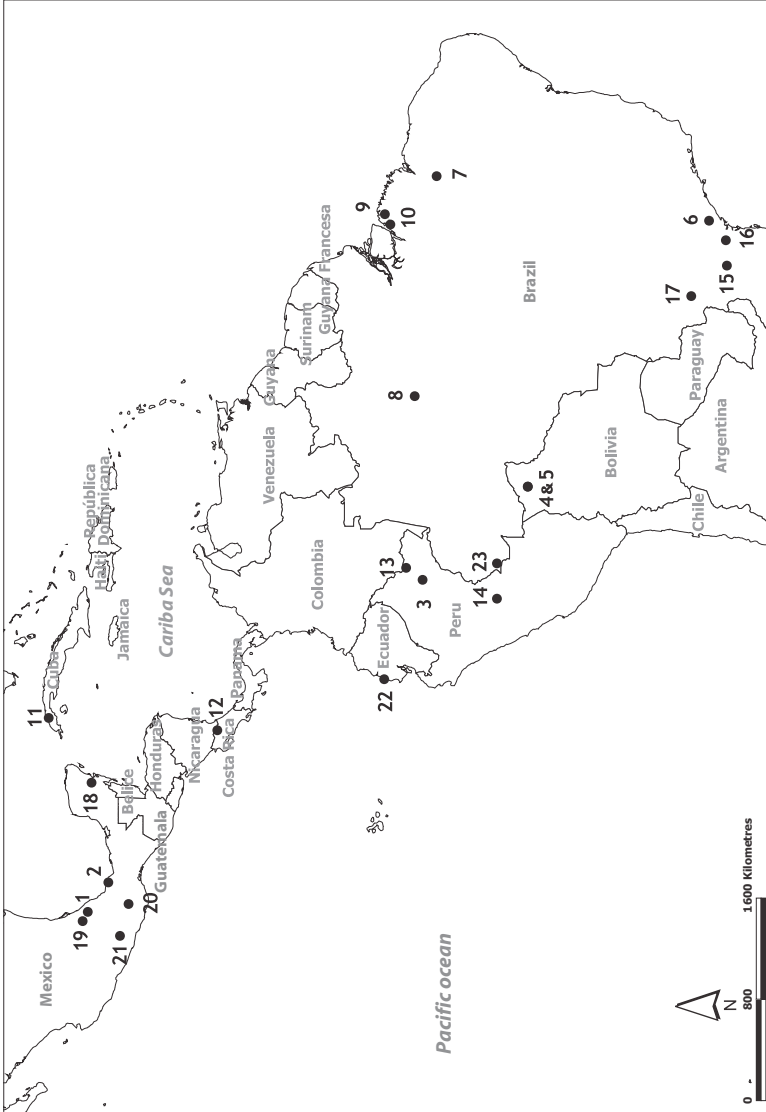 Mexico
19
1
2
21
20
18
11
Cuba
Haiti
República
Dominicana
Jamaica
Cariba Sea
Belice
Guatemala
Honduras
Nicaragua
12
Costa Rica
Panama
Venezuela
Guyana
Surinam
Guyana Francesa
Colombia
22
Ecuador
13
3
Peru
14
23
8
9
10
7
Brazil
4& 5
Bolivia
Chile
Paraguay
Argentina
17
6
15
16
Pacific ocean
N
0
800
1600 Kilometres